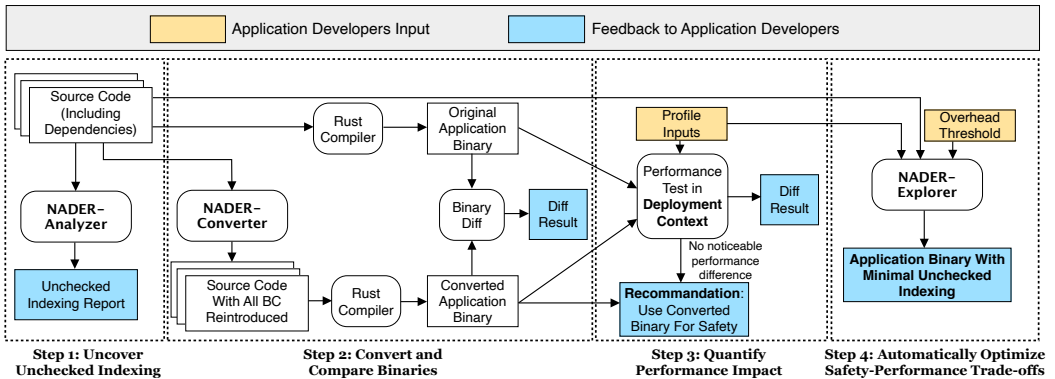 Application Developers Input
Feedback to Application Developers
Source Code
(Including
Dependencies)
NADER-
Analyzer
Unchecked
Indexing Report
Step 1: Uncover
Unchecked Indexing
Rust
Compiler
Original
Application
Binary
NADER-
Converter
Binary
Diff
Diff
Result
Source Code
With All BC
Reintroduced
Rust
Compiler
Converted
Application
Binary
Step 2: Convert and
Compare Binaries
Profile
Inputs
Performance
Test in
Deployment
Context
Diff
Result
No noticeable
performance
difference
Recommandation:
Use Converted
Binary For Safety
Step 3: Quantify
Performance Impact
Overhead
Threshold
NADER-
Explorer
Application Binary With
Minimal Unchecked
Indexing
Step 4: Automatically Optimize
Safety-Performance Trade-offs